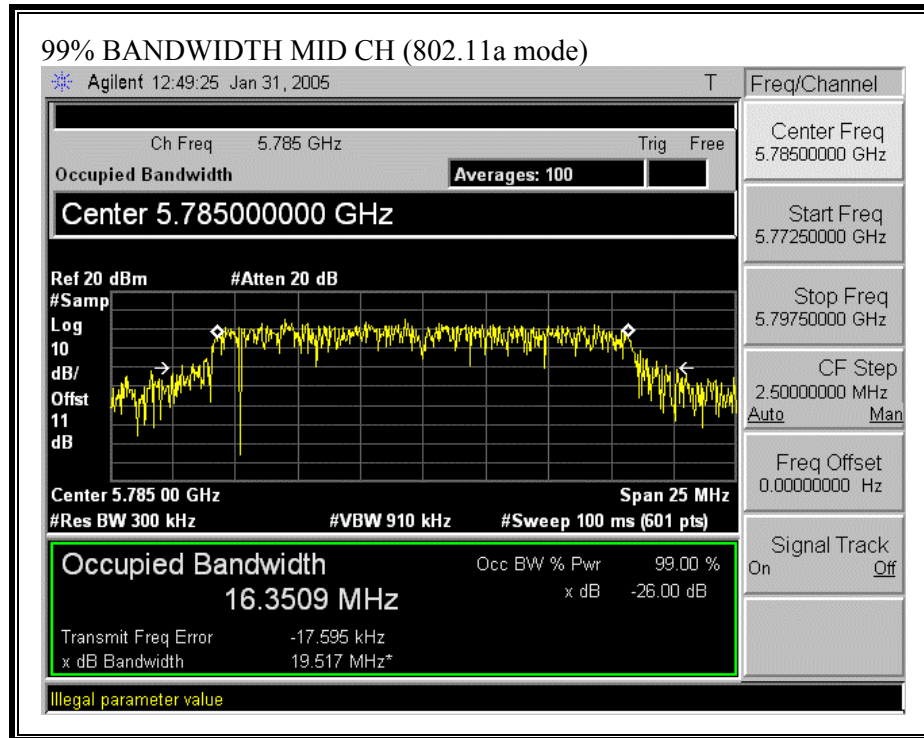 99% BANDWIDTH MID CH (802.11a mode)
Agilent 12:49:25 Jan 31, 2005 T
Freq/Channel
Ch Freq 5.785 GHz Trig Free
Occupied Bandwidth Averages: 100
Center 5.785000000 GHz
Ref 20 dBm #Atten 20 dB
#Samp
Log
10
dB/
Offst
11
dB
Center 5.785 00 GHz Span 25 MHz
#Res BW 300 kHz #VBW 910 kHz #Sweep 100 ms (601 pts)
Occupied Bandwidth Occ BW % Pwr 99.00 %
16.3509 MHz x dB -26.00 dB
Transmit Freq Error -17.595 kHz
x dB Bandwidth 19.517 MHz*
Illegal parameter value
Center Freq
5.78500000 GHz
Start Freq
5.77250000 GHz
Stop Freq
5.79750000 GHz
CF Step
2.50000000 MHz
Auto Man
Freq Offset
0.00000000 Hz
Signal Track
On Off